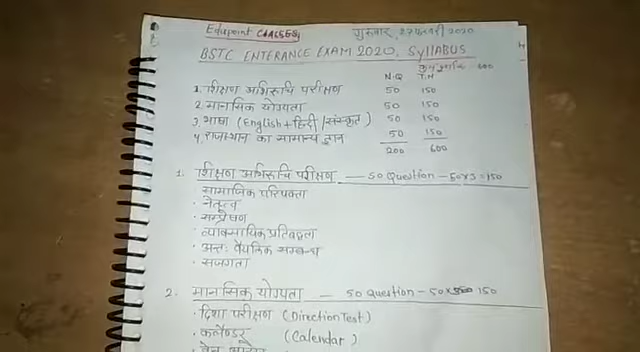 Edupoint CLASSES, गुरुवार, 27 फरवरी 2020
BSTC ENTERANCE EXAM 2020, SYLLABUS
कुल पूर्णांक - 600
N.Q T.N
1. शिक्षण अभिरुचि परीक्षण 50 150
2. मानसिक योग्यता 50 150
3. भाषा (English + हिन्दी / संस्कृत) 50 150
4. राजस्थान का सामान्य ज्ञान 50 150
200 600
1. शिक्षण अभिरुचि परीक्षण — 50 Question - 50×3=150
· सामाजिक परिपक्वता
· नेतृत्व
· सम्प्रेषण
· व्यावसायिक प्रतिबद्धता
· अन्तः वैयक्तिक सम्बन्ध
· सजगता
2. मानसिक योग्यता — 50 Question - 50× 150
· दिशा परीक्षण (Direction Test)
· कलेण्डर (Calendar)